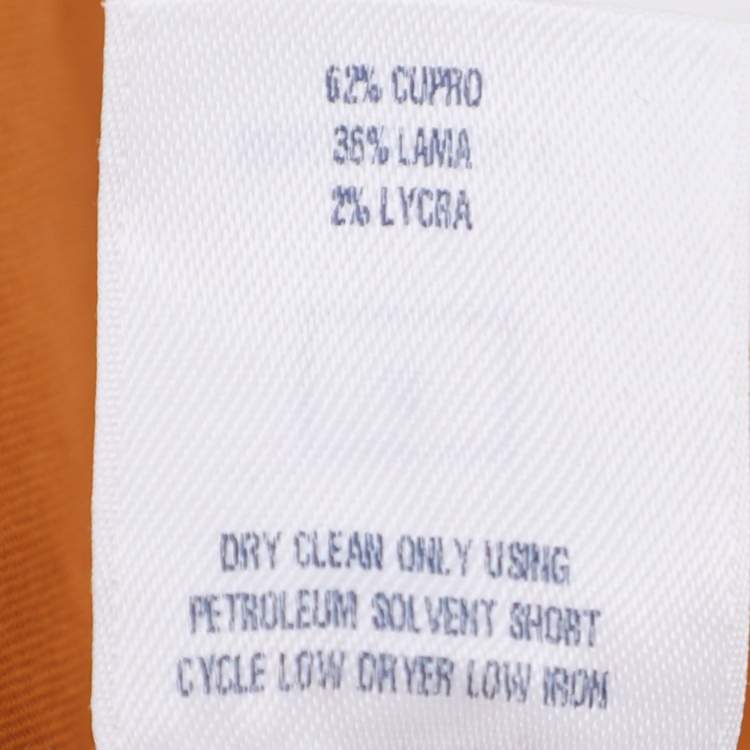 62% CUPRO
36% LAMA
2% LYCRA
DRY CLEAN ONLY USING
PETROLEUM SOLVENT SHORT
CYCLE LOW DRYER LOW IRON